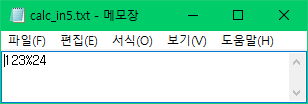 calc_in5.txt - 메모장
파일(F) 편집(E) 서식(O) 보기(V) 도움말(H)
123%24